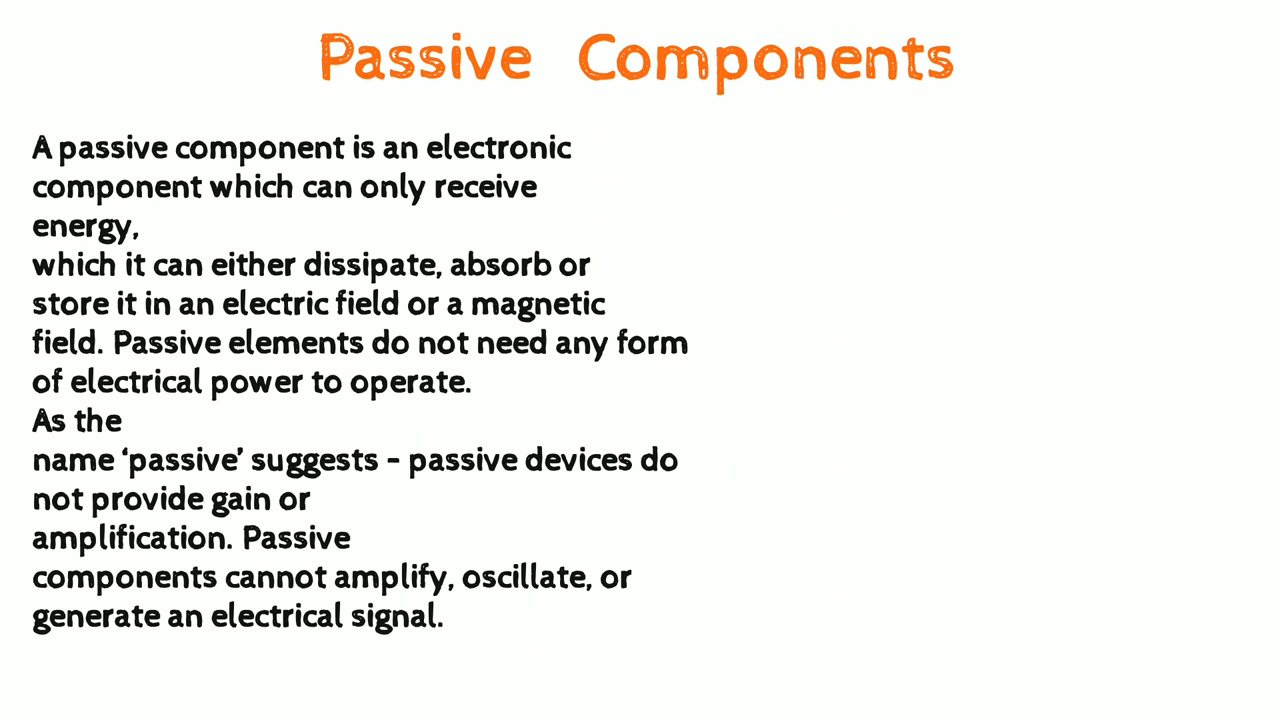 Passive Components
A passive component is an electronic
component which can only receive
energy,
which it can either dissipate, absorb or
store it in an electric field or a magnetic
field. Passive elements do not need any form
of electrical power to operate.
As the
name ‘passive’ suggests - passive devices do
not provide gain or
amplification. Passive
components cannot amplify, oscillate, or
generate an electrical signal.